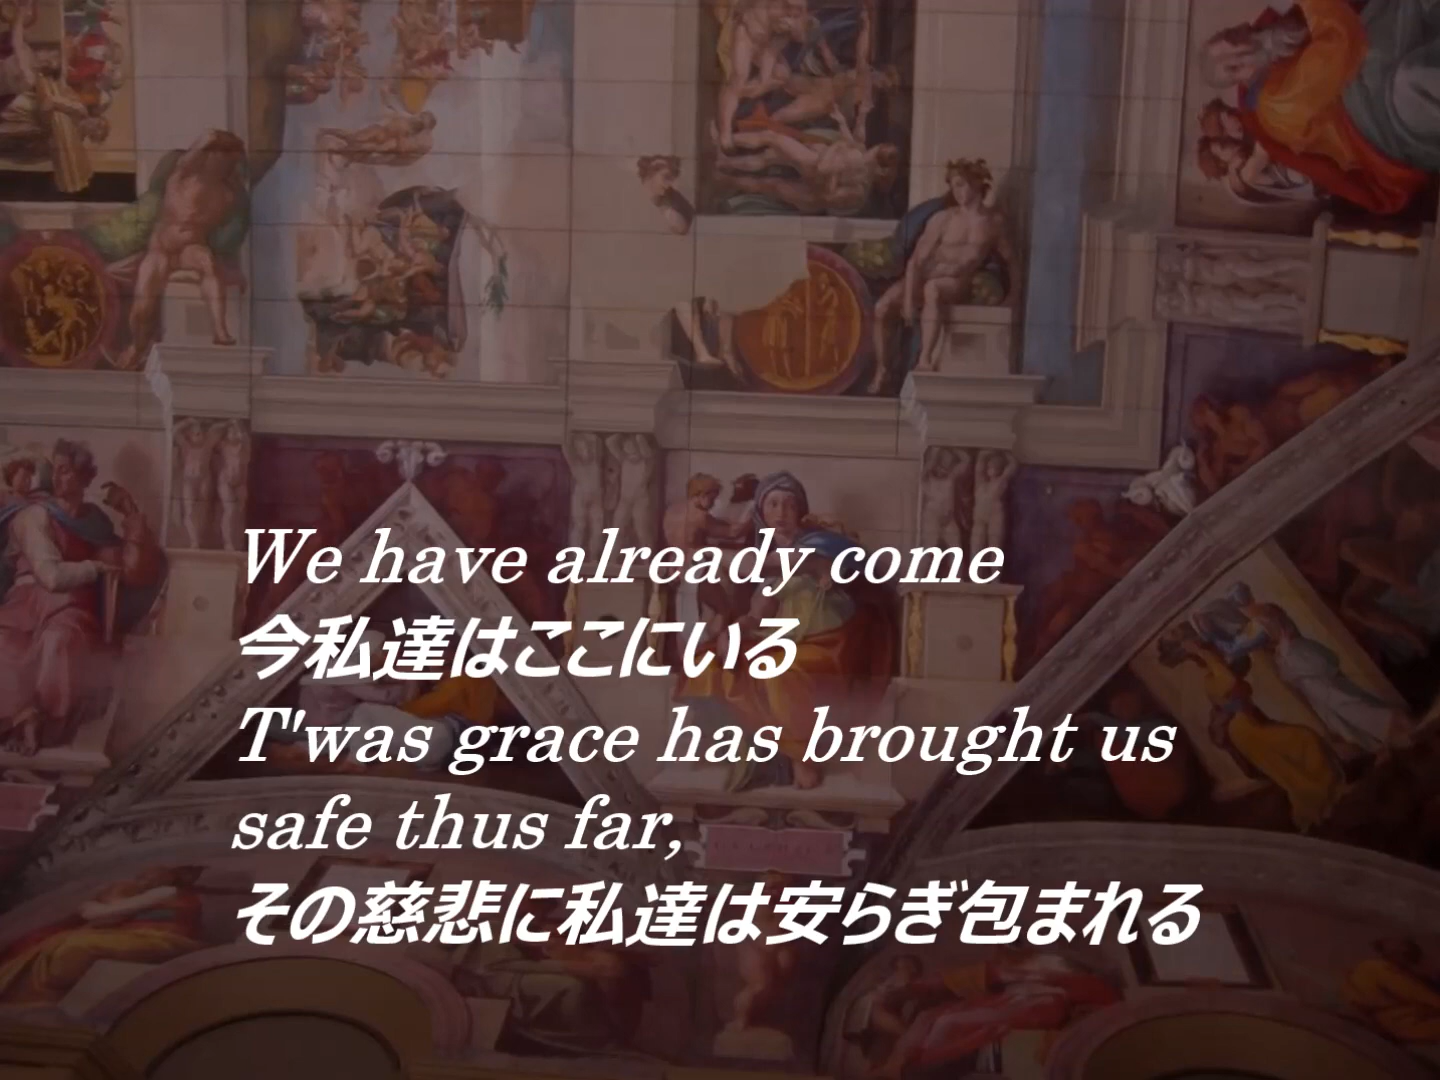 We have already come
今私達はここにいる
T'was grace has brought us
safe thus far,
その慈悲に私達は安らぎ包まれる